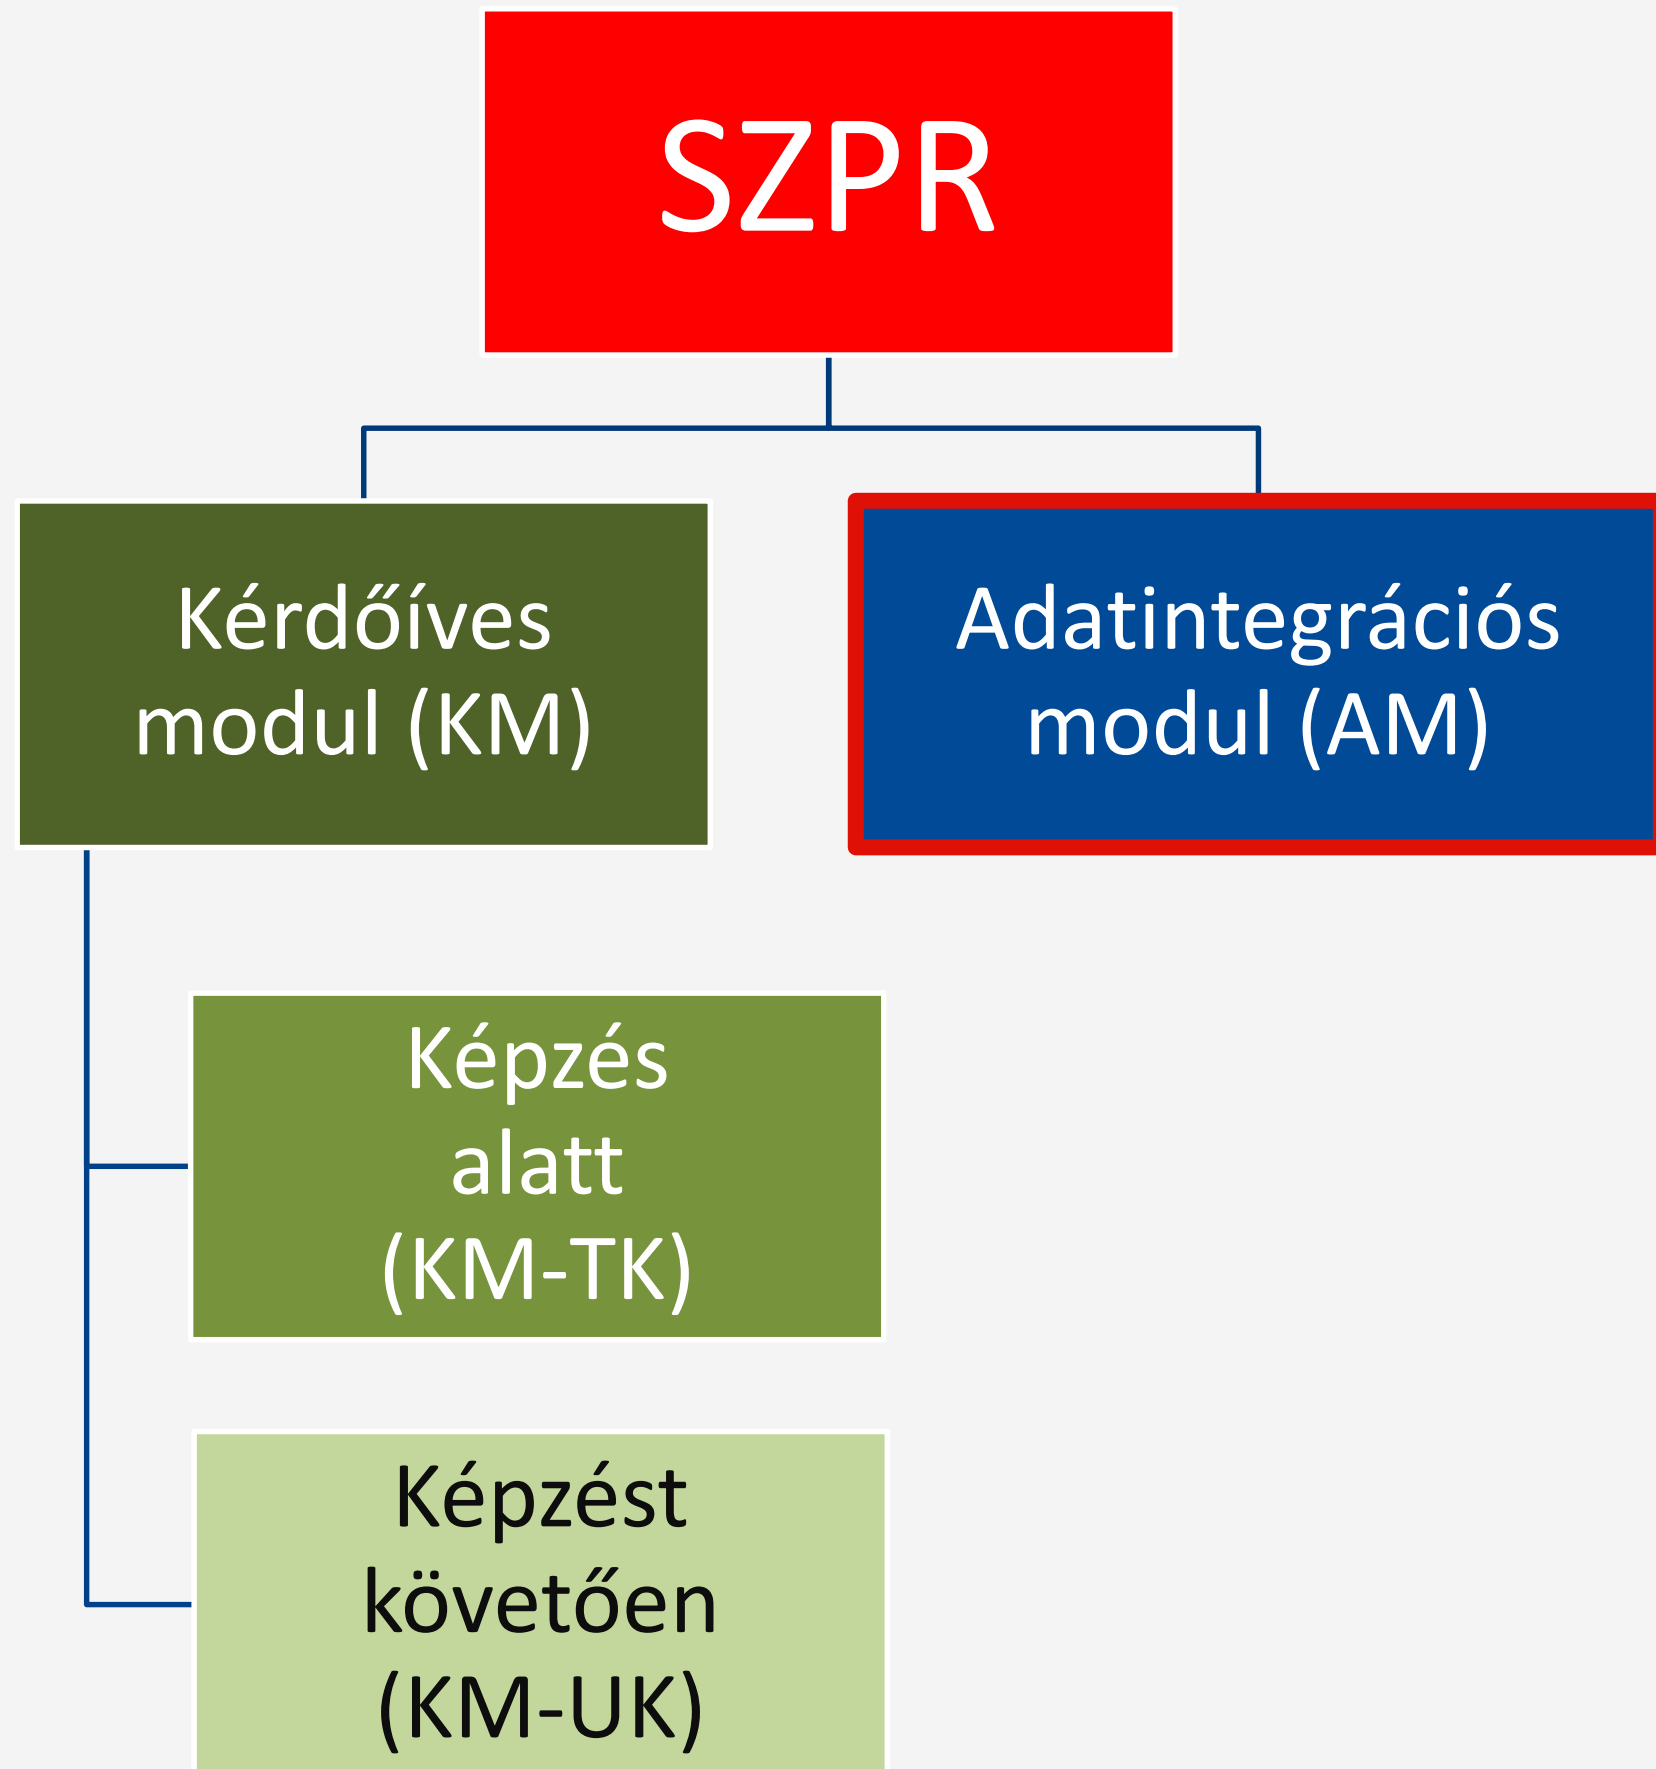 SZPR
Kérdőíves
modul (KM)
Adatintegrációs
modul (AM)
Képzés
alatt
(KM-TK)
Képzést
követően
(KM-UK)